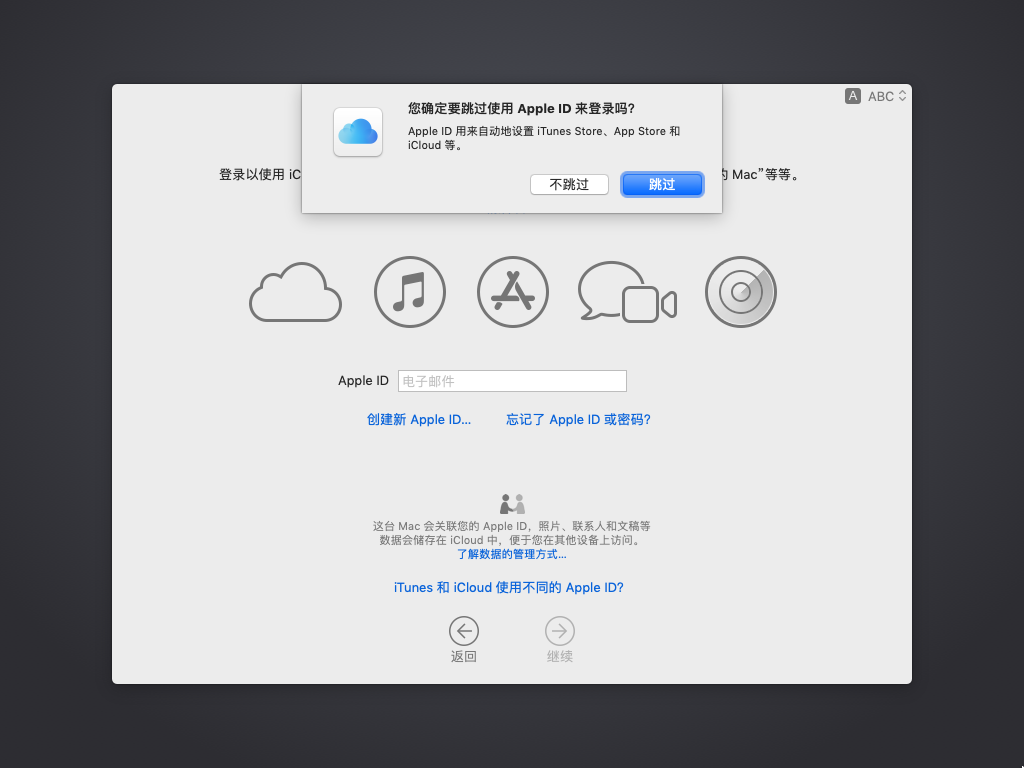 A ABC
您确定要跳过使用 Apple ID 来登录吗?
Apple ID 用来自动地设置 iTunes Store、App Store 和
iCloud 等。
不跳过 跳过
登录以使用 iC 的 Mac”等等。
Apple ID 电子邮件
创建新 Apple ID... 忘记了 Apple ID 或密码?
这台 Mac 会关联您的 Apple ID，照片、联系人和文稿等
数据会储存在 iCloud 中，便于您在其他设备上访问。
了解数据的管理方式...
iTunes 和 iCloud 使用不同的 Apple ID?
返回 继续